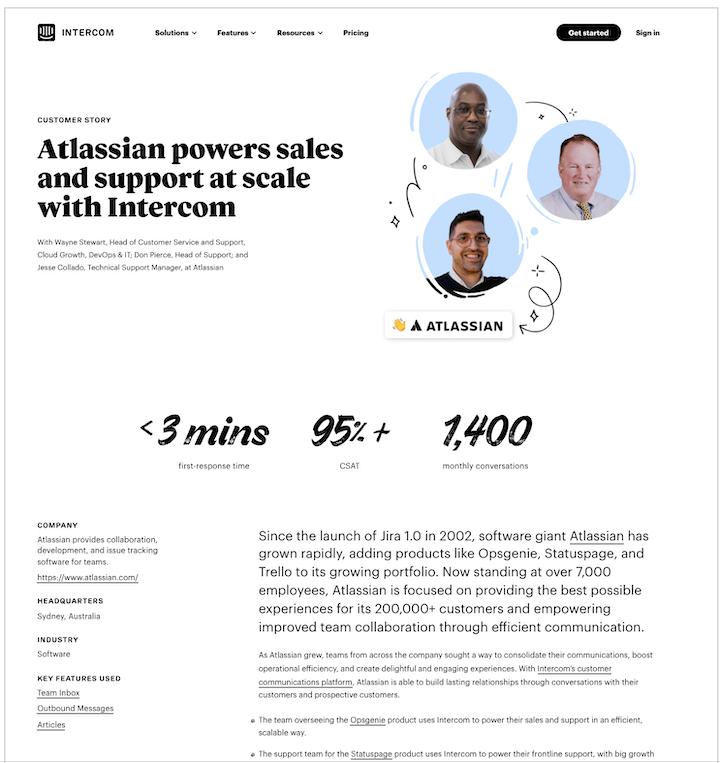 INTERCOM
Solutions
Features
Resources
Pricing
Get started
Sign in
CUSTOMER STORY
Atlassian powers sales
and support at scale
with Intercom
With Wayne Stewart, Head of Customer Service and Support,
Cloud Growth, DevOps & IT; Don Pierce, Head of Support; and
Jesse Collado, Technical Support Manager, at Atlassian
ATLASSIAN
<3 mins
first-response time
95%+
CSAT
1,400
monthly conversations
COMPANY
Atlassian provides collaboration,
development, and issue tracking
software for teams.
https://www.atlassian.com/
HEADQUARTERS
Sydney, Australia
INDUSTRY
Software
KEY FEATURES USED
Team Inbox
Outbound Messages
Articles
Since the launch of Jira 1.0 in 2002, software giant Atlassian has
grown rapidly, adding products like Opsgenie, Statuspage, and
Trello to its growing portfolio. Now standing at over 7,000
employees, Atlassian is focused on providing the best possible
experiences for its 200,000+ customers and empowering
improved team collaboration through efficient communication.
As Atlassian grew, teams from across the company sought a way to consolidate their communications, boost
operational efficiency, and create delightful and engaging experiences. With Intercom's customer
communications platform, Atlassian is able to build lasting relationships through conversations with their
customers and prospective customers.
The team overseeing the Opsgenie product uses Intercom to power their sales and support in an efficient,
scalable way.
The support team for the Statuspage product uses Intercom to power their frontline support, with big growth